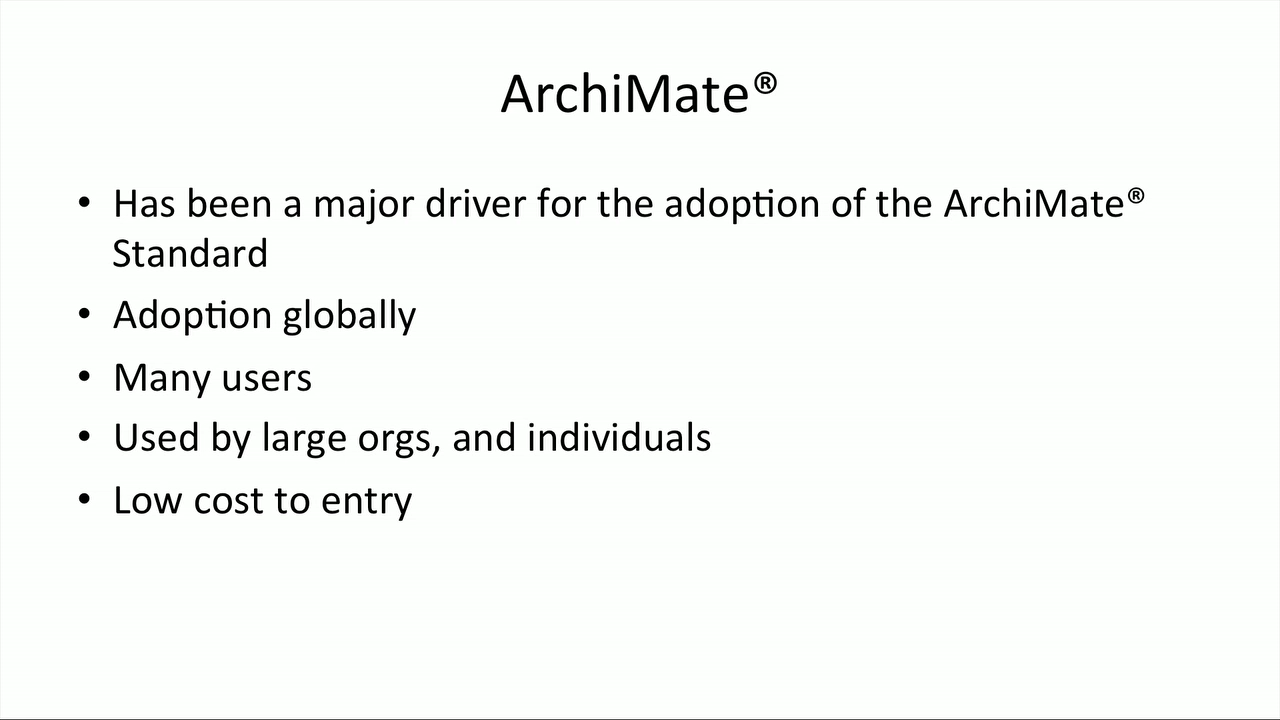 ArchiMate®
• Has been a major driver for the adoption of the ArchiMate®
Standard
• Adoption globally
• Many users
• Used by large orgs, and individuals
• Low cost to entry